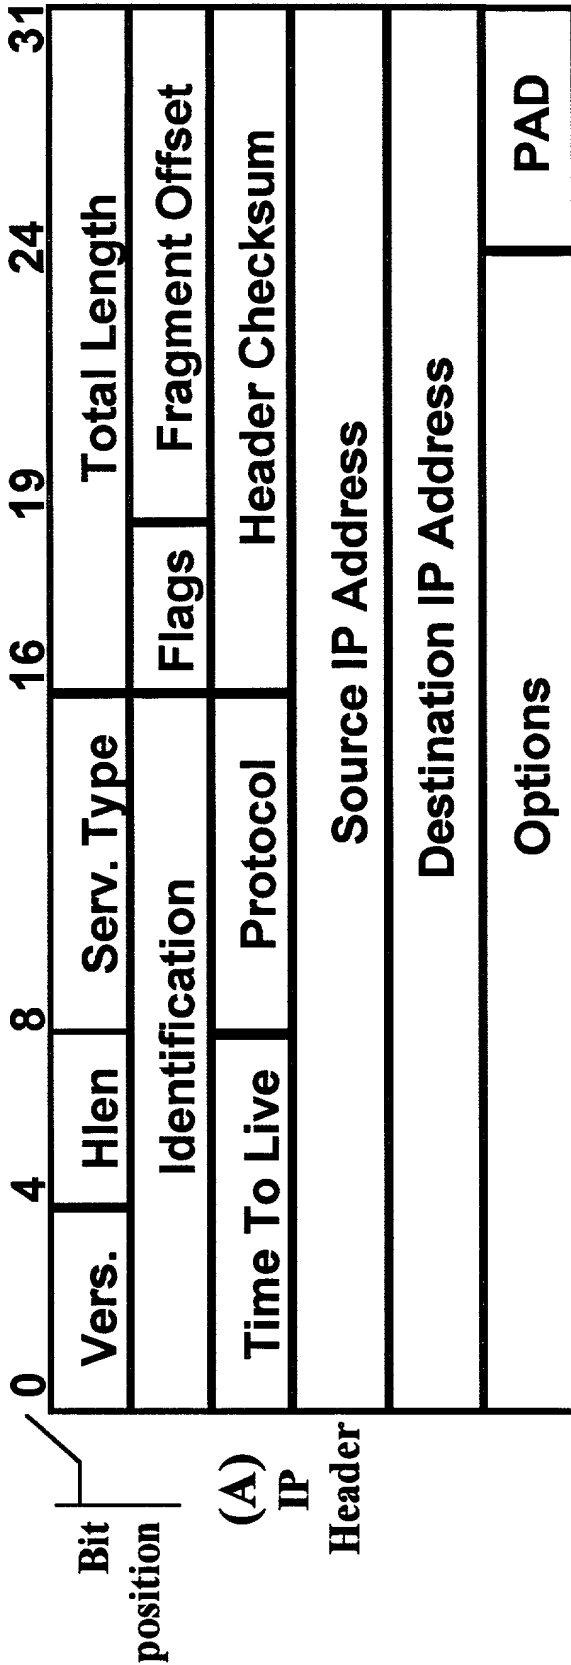 Bit
position
0 4 8 16 19 24 31
Vers. Hlen Serv. Type Total Length
Identification Flags Fragment Offset
(A)
IP
Header
Time To Live Protocol Header Checksum
Source IP Address
Destination IP Address
Options PAD